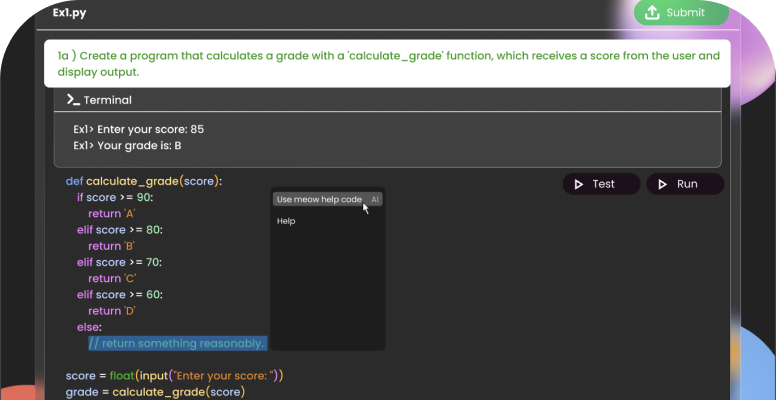 Ex1.py
Submit
1a ) Create a program that calculates a grade with a 'calculate_grade' function, which receives a score from the user and
display output.
>_ Terminal
Ex1> Enter your score: 85
Ex1> Your grade is: B
Test
Run
def calculate_grade(score):
if score >= 90:
return 'A'
elif score >= 80:
return 'B'
elif score >= 70:
return 'C'
elif score >= 60:
return 'D'
else:
// return something reasonably.
Use meow help code AI
Help
score = float(input("Enter your score: "))
grade = calculate_grade(score)